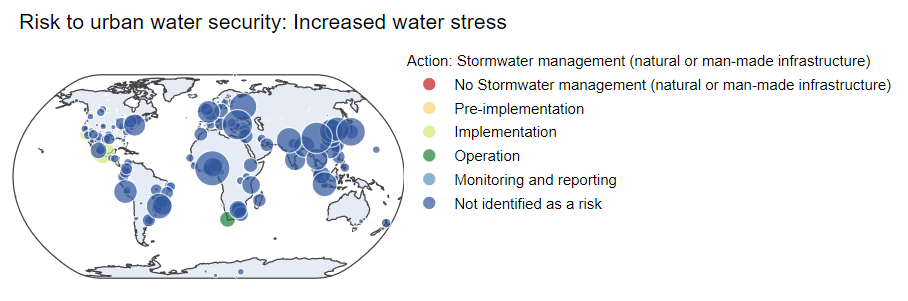 Risk to urban water security: Increased water stress
Action: Stormwater management (natural or man-made infrastructure)
No Stormwater management (natural or man-made infrastructure)
Pre-implementation
Implementation
Operation
Monitoring and reporting
Not identified as a risk